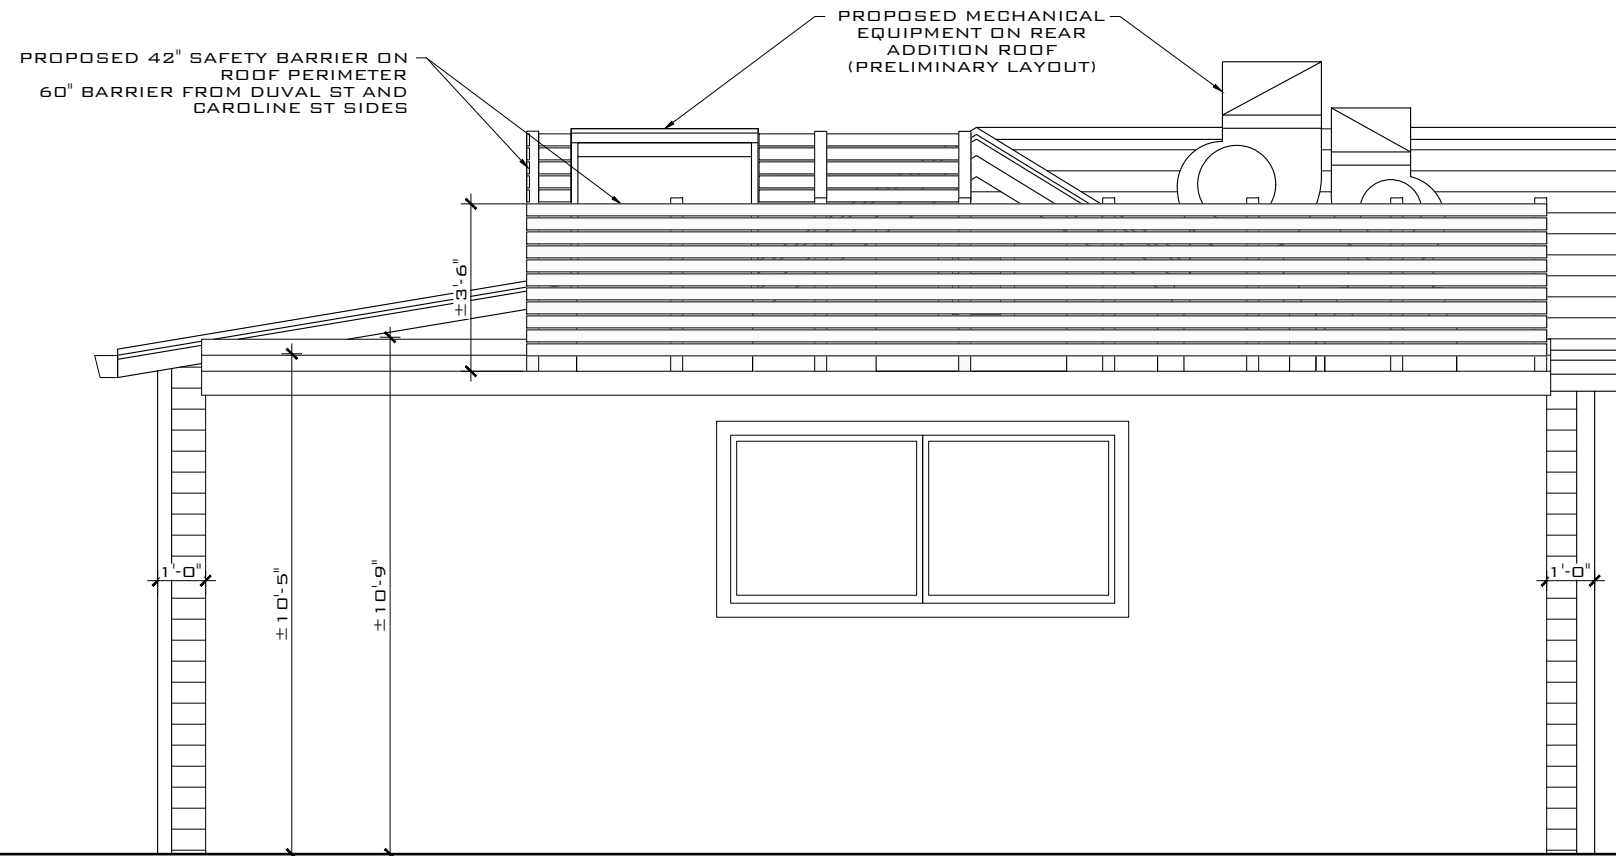 PROPOSED MECHANICAL
EQUIPMENT ON REAR
ADDITION ROOF
(PRELIMINARY LAYOUT)
PROPOSED 42" SAFETY BARRIER ON
ROOF PERIMETER
60" BARRIER FROM DUVAL ST AND
CAROLINE ST SIDES
±3'-6"
1'-0"
±10'-5"
±10'-9"
1'-0"